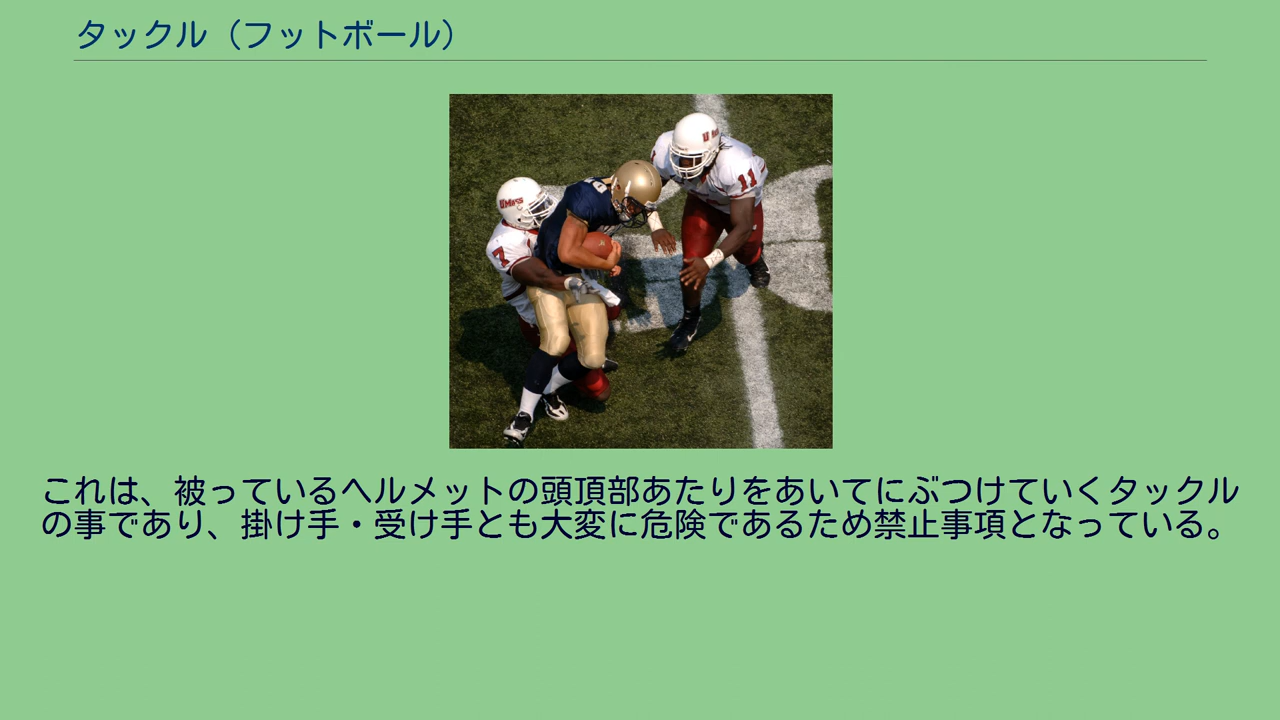 タックル（フットボール）
UMass
7
U
11
これは、被っているヘルメットの頭頂部あたりをあいてにぶつけていくタックル
の事であり、掛け手・受け手とも大変に危険であるため禁止事項となっている。